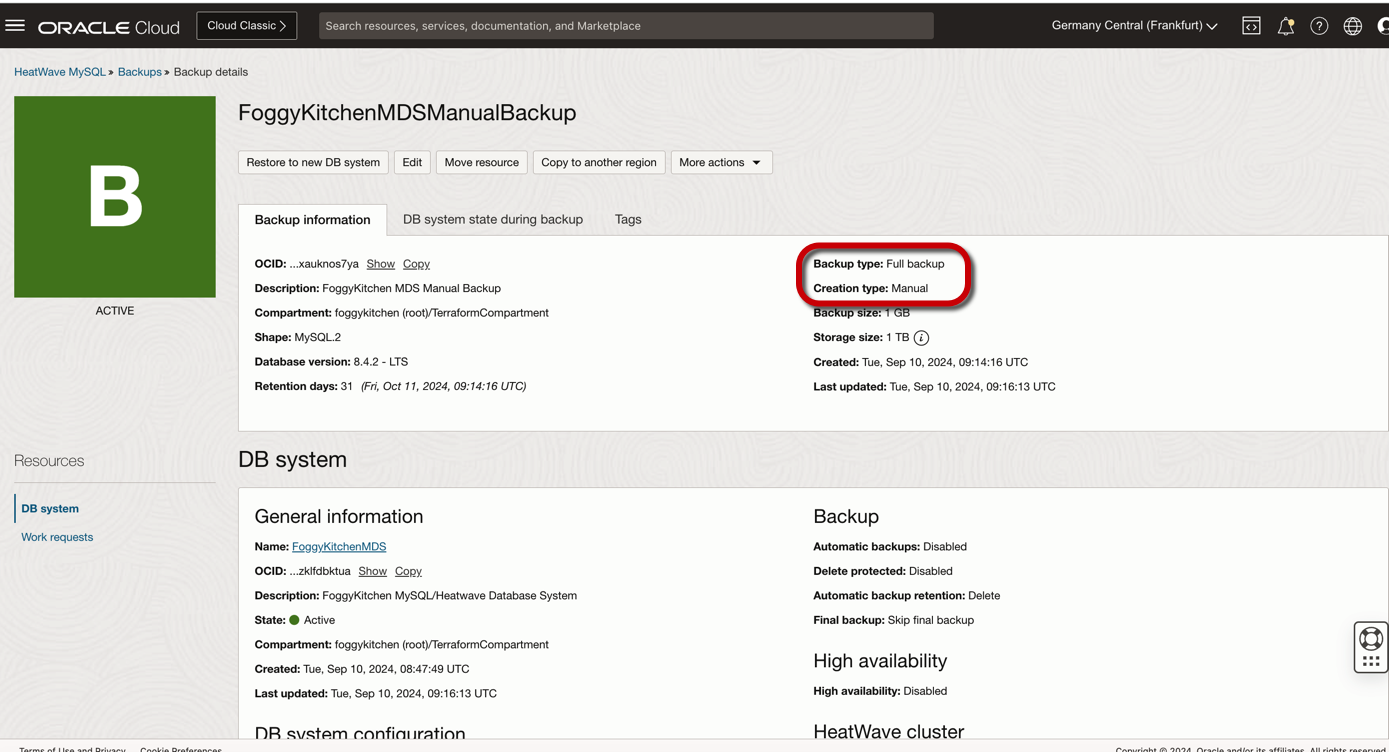 ORACLE Cloud
Cloud Classic
Search resources, services, documentation, and Marketplace
Germany Central (Frankfurt)
HeatWave MySQL » Backups » Backup details
B
ACTIVE
FoggyKitchenMDSManualBackup
Restore to new DB system
Edit
Move resource
Copy to another region
More actions
Backup information
DB system state during backup
Tags
OCID: ...xauknos7ya Show Copy
Description: FoggyKitchen MDS Manual Backup
Compartment: foggykitchen (root)/TerraformCompartment
Shape: MySQL.2
Database version: 8.4.2 - LTS
Retention days: 31 (Fri, Oct 11, 2024, 09:14:16 UTC)
Backup type: Full backup
Creation type: Manual
Backup size: 1 GB
Storage size: 1 TB
Created: Tue, Sep 10, 2024, 09:14:16 UTC
Last updated: Tue, Sep 10, 2024, 09:16:13 UTC
Resources
DB system
Work requests
DB system
General information
Name: FoggyKitchenMDS
OCID: ...zklfdbktua Show Copy
Description: FoggyKitchen MySQL/Heatwave Database System
State: Active
Compartment: foggykitchen (root)/TerraformCompartment
Created: Tue, Sep 10, 2024, 08:47:49 UTC
Last updated: Tue, Sep 10, 2024, 09:16:13 UTC
DB system configuration
Backup
Automatic backups: Disabled
Delete protected: Disabled
Automatic backup retention: Delete
Final backup: Skip final backup
High availability
High availability: Disabled
HeatWave cluster
Terms of Use and Privacy
Cookie Preferences
Copyright © 2024, Oracle and/or its affiliates. All rights reserved.